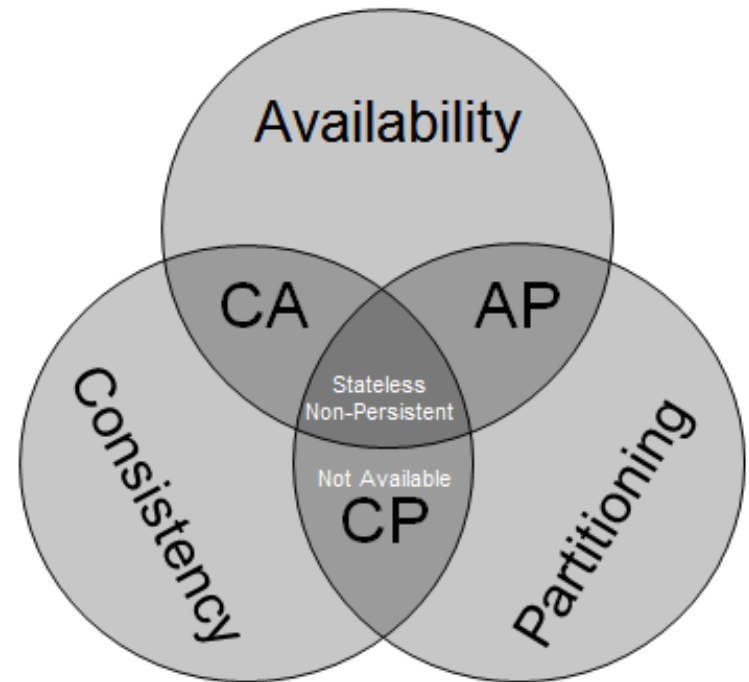 Availability
CA
AP
Stateless
Non-Persistent
Consistency
Not Available
CP
Partitioning